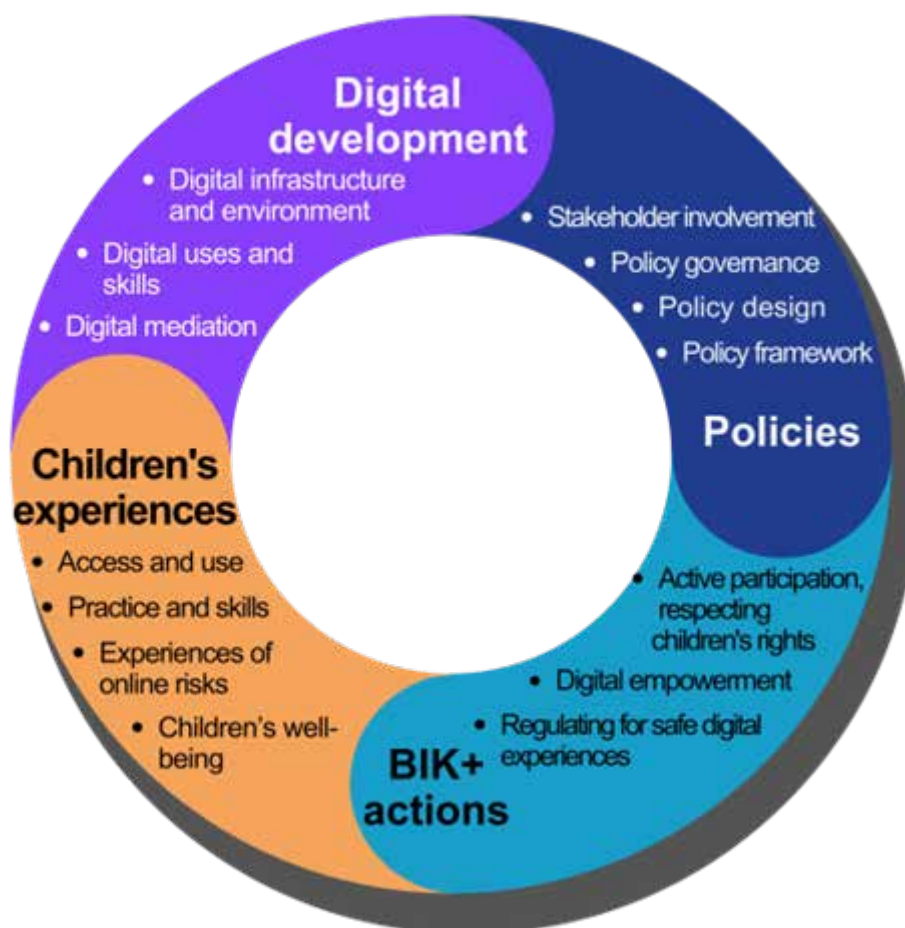 Digital
development
• Digital infrastructure
and environment
• Digital uses and
skills
• Digital mediation
• Stakeholder involvement
• Policy governance
• Policy design
• Policy framework
Policies
Children's
experiences
• Access and use
• Practice and skills
• Experiences of
online risks
• Children’s well-
being
• Active participation,
respecting
children's rights
• Digital empowerment
• Regulating for safe digital
experiences
BIK+
actions